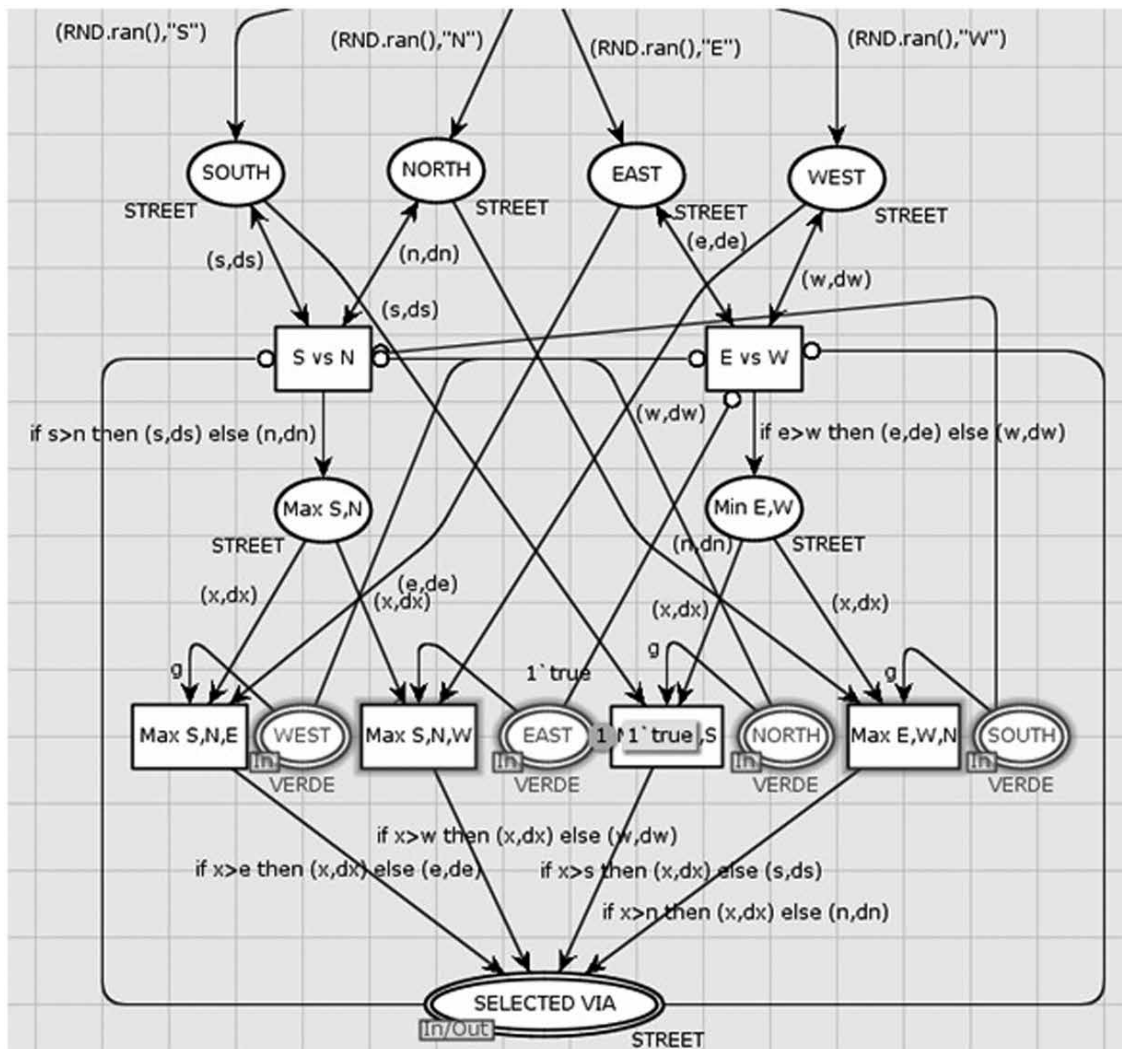 (RND.ran(),"S")
(RND.ran(),"N")
(RND.ran(),"E")
(RND.ran(),"W")
SOUTH
NORTH
EAST
WEST
STREET
STREET
STREET
STREET
(s,ds)
(n,dn)
(e,de)
(w,dw)
(s,ds)
S vs N
E vs W
(w,dw)
if s>n then (s,ds) else (n,dn)
if e>w then (e,de) else (w,dw)
Max S,N
Min E,W
STREET
STREET
(n,dn)
(x,dx)
(e,de)
(x,dx)
(x,dx)
(x,dx)
g
1`true
g
g
Max S,N,E
WEST
Max S,N,W
EAST
1
1`true
,S
NORTH
Max E,W,N
SOUTH
In
In
In
In
VERDE
VERDE
VERDE
VERDE
if x>w then (x,dx) else (w,dw)
if x>e then (x,dx) else (e,de)
if x>s then (x,dx) else (s,ds)
if x>n then (x,dx) else (n,dn)
SELECTED VIA
In/Out
STREET